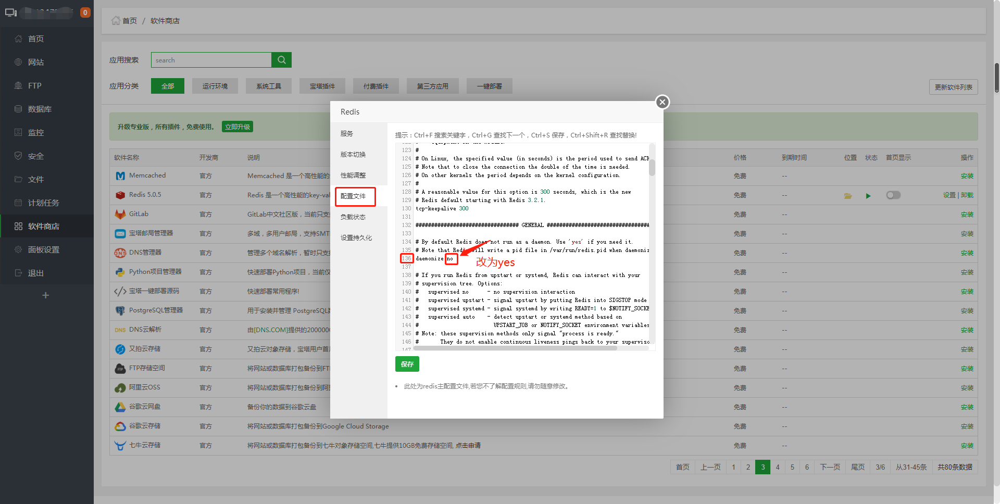 0
首页
网站
FTP
数据库
监控
安全
文件
计划任务
软件商店
面板设置
退出
+
首页 / 软件商店
应用搜索 search
应用分类 全部 运行环境 系统工具 宝塔插件 付费插件 第三方应用 一键部署 更新软件列表
升级专业版，所有插件，免费使用。 立即升级
软件名称 开发商 说明 价格 到期时间 位置 状态 首页显示 操作
Memcached 官方 Memcached 是一个高性能的 免费 -- 安装
Redis 5.0.5 官方 Redis 是一个高性能的key-val 免费 -- 设置 | 卸载
GitLab 官方 GitLab中文社区版，当前只支 免费 -- 安装
宝塔邮局管理器 官方 多域，多用户邮局，支持SMT 免费 -- 安装
DNS管理器 官方 管理多个域名解析，暂时只支 免费 -- 安装
Python项目管理器 官方 快速部署Python项目，当前仅 免费 -- 安装
宝塔一键部署源码 官方 快速部署常用程序! 免费 -- 安装
PostgreSQL管理器 官方 用于安装并管理 PostgreSQL 免费 -- 安装
DNS DNS云解析 官方 由[DNS.COM]提供的200000 免费 -- 安装
又拍云存储 官方 又拍云对象存储，宝塔用户首 免费 -- 安装
FTP FTP存储空间 官方 将网站或数据库打包备份到FT 免费 -- 安装
阿里云OSS 官方 将网站或数据库打包备份到阿 免费 -- 安装
谷歌云网盘 官方 备份你的数据到谷歌云盘 免费 -- 安装
谷歌云存储 官方 将网站或数据库打包备份到Google Cloud Storage 免费 -- 安装
七牛云存储 官方 将网站或数据库打包备份到七牛对象存储空间,七牛提供10GB免费存储空间, 点击申请 免费 -- 安装
首页 上一页 1 2 3 4 5 6 下一页 尾页 3/6 从31-45条 共80条数据
Redis
服务
版本切换
性能调整
配置文件
负载状态
设置持久化
提示：Ctrl+F 搜索关键字，Ctrl+G 查找下一个，Ctrl+S 保存，Ctrl+Shift+R 查找替换!
123 #
124 # On Linux, the specified value (in seconds) is the period used to send ACK
125 # Note that to close the connection the double of the time is needed.
126 # On other kernels the period depends on the kernel configuration.
127 #
128 # A reasonable value for this option is 300 seconds, which is the new
129 # Redis default starting with Redis 3.2.1.
130 tcp-keepalive 300
131
132 ################################# GENERAL #################################
133
134 # By default Redis does not run as a daemon. Use 'yes' if you need it.
135 # Note that Redis will write a pid file in /var/run/redis.pid when daemoniz
136 daemonize no
改为yes
137
138 # If you run Redis from upstart or systemd, Redis can interact with your
139 # supervision tree. Options:
140 #   supervised no      - no supervision interaction
141 #   supervised upstart - signal upstart by putting Redis into SIGSTOP mode
142 #   supervised systemd - signal systemd by writing READY=1 to $NOTIFY_SOCKE
143 #   supervised auto    - detect upstart or systemd method based on
144 #                        UPSTART_JOB or NOTIFY_SOCKET environment variables
145 # Note: these supervision methods only signal "process is ready."
146 #       They do not enable continuous liveness pings back to your superviso
147
保存
此处为redis主配置文件,若您不了解配置规则,请勿随意修改。